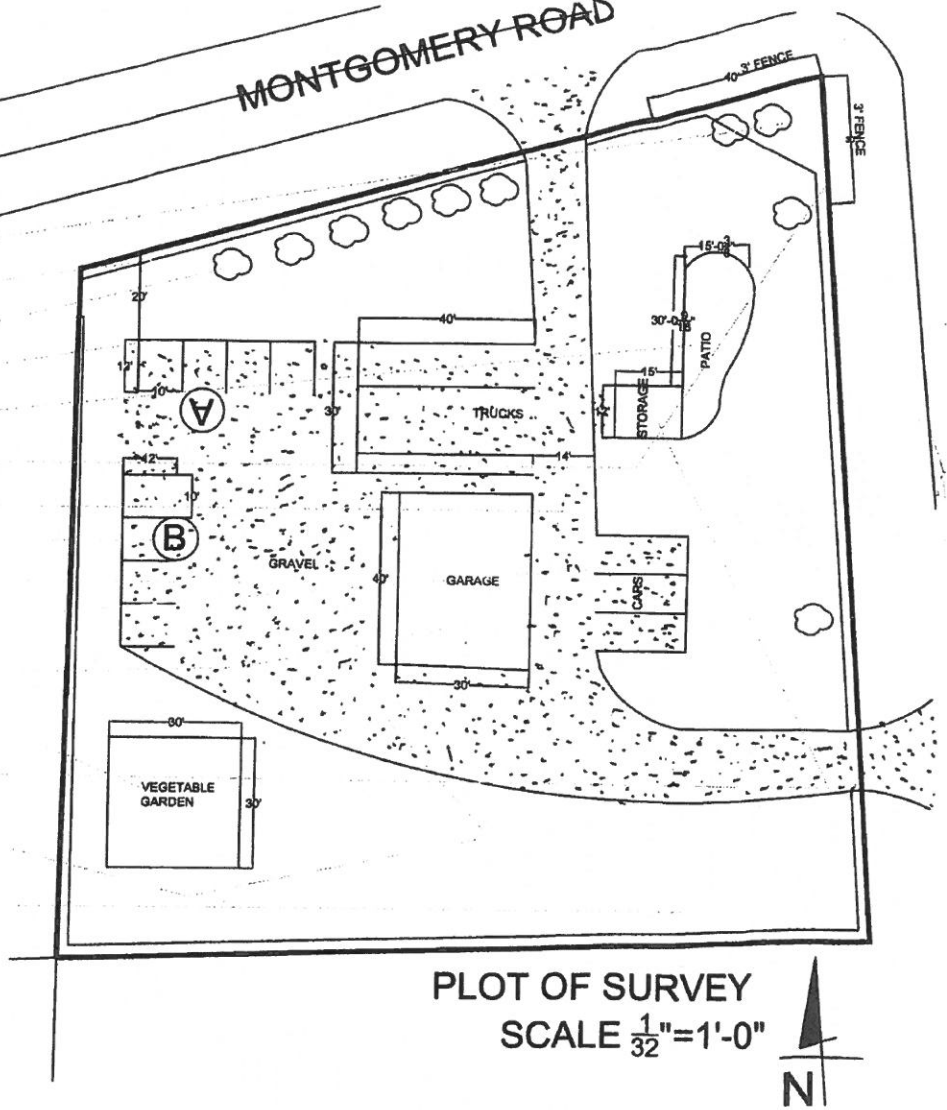 MONTGOMERY ROAD
3' FENCE
40'
3' FENCE
20'
15'-0
40'
30'-0
PATIO
12'
10'
A
30'
TRUCKS
15'
STORAGE
14'
12'
10'
B
GRAVEL
40'
GARAGE
CARS
30'
30'
VEGETABLE
GARDEN
30'
PLOT OF SURVEY
SCALE 1/32"=1'-0"
N